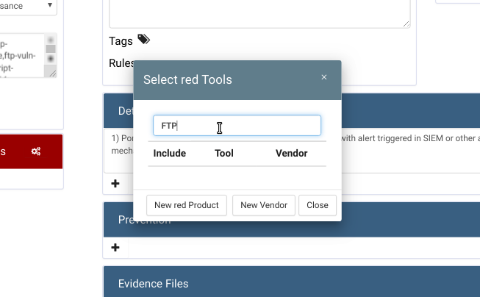 sance
p-
e,ftp-vuln-
ript-
s
Tags
Rules
Select red Tools
×
FTP
Include Tool Vendor
New red Product New Vendor Close
Det
1) Por
with alert triggered in SIEM or other a
mech
Prevention
Evidence Files